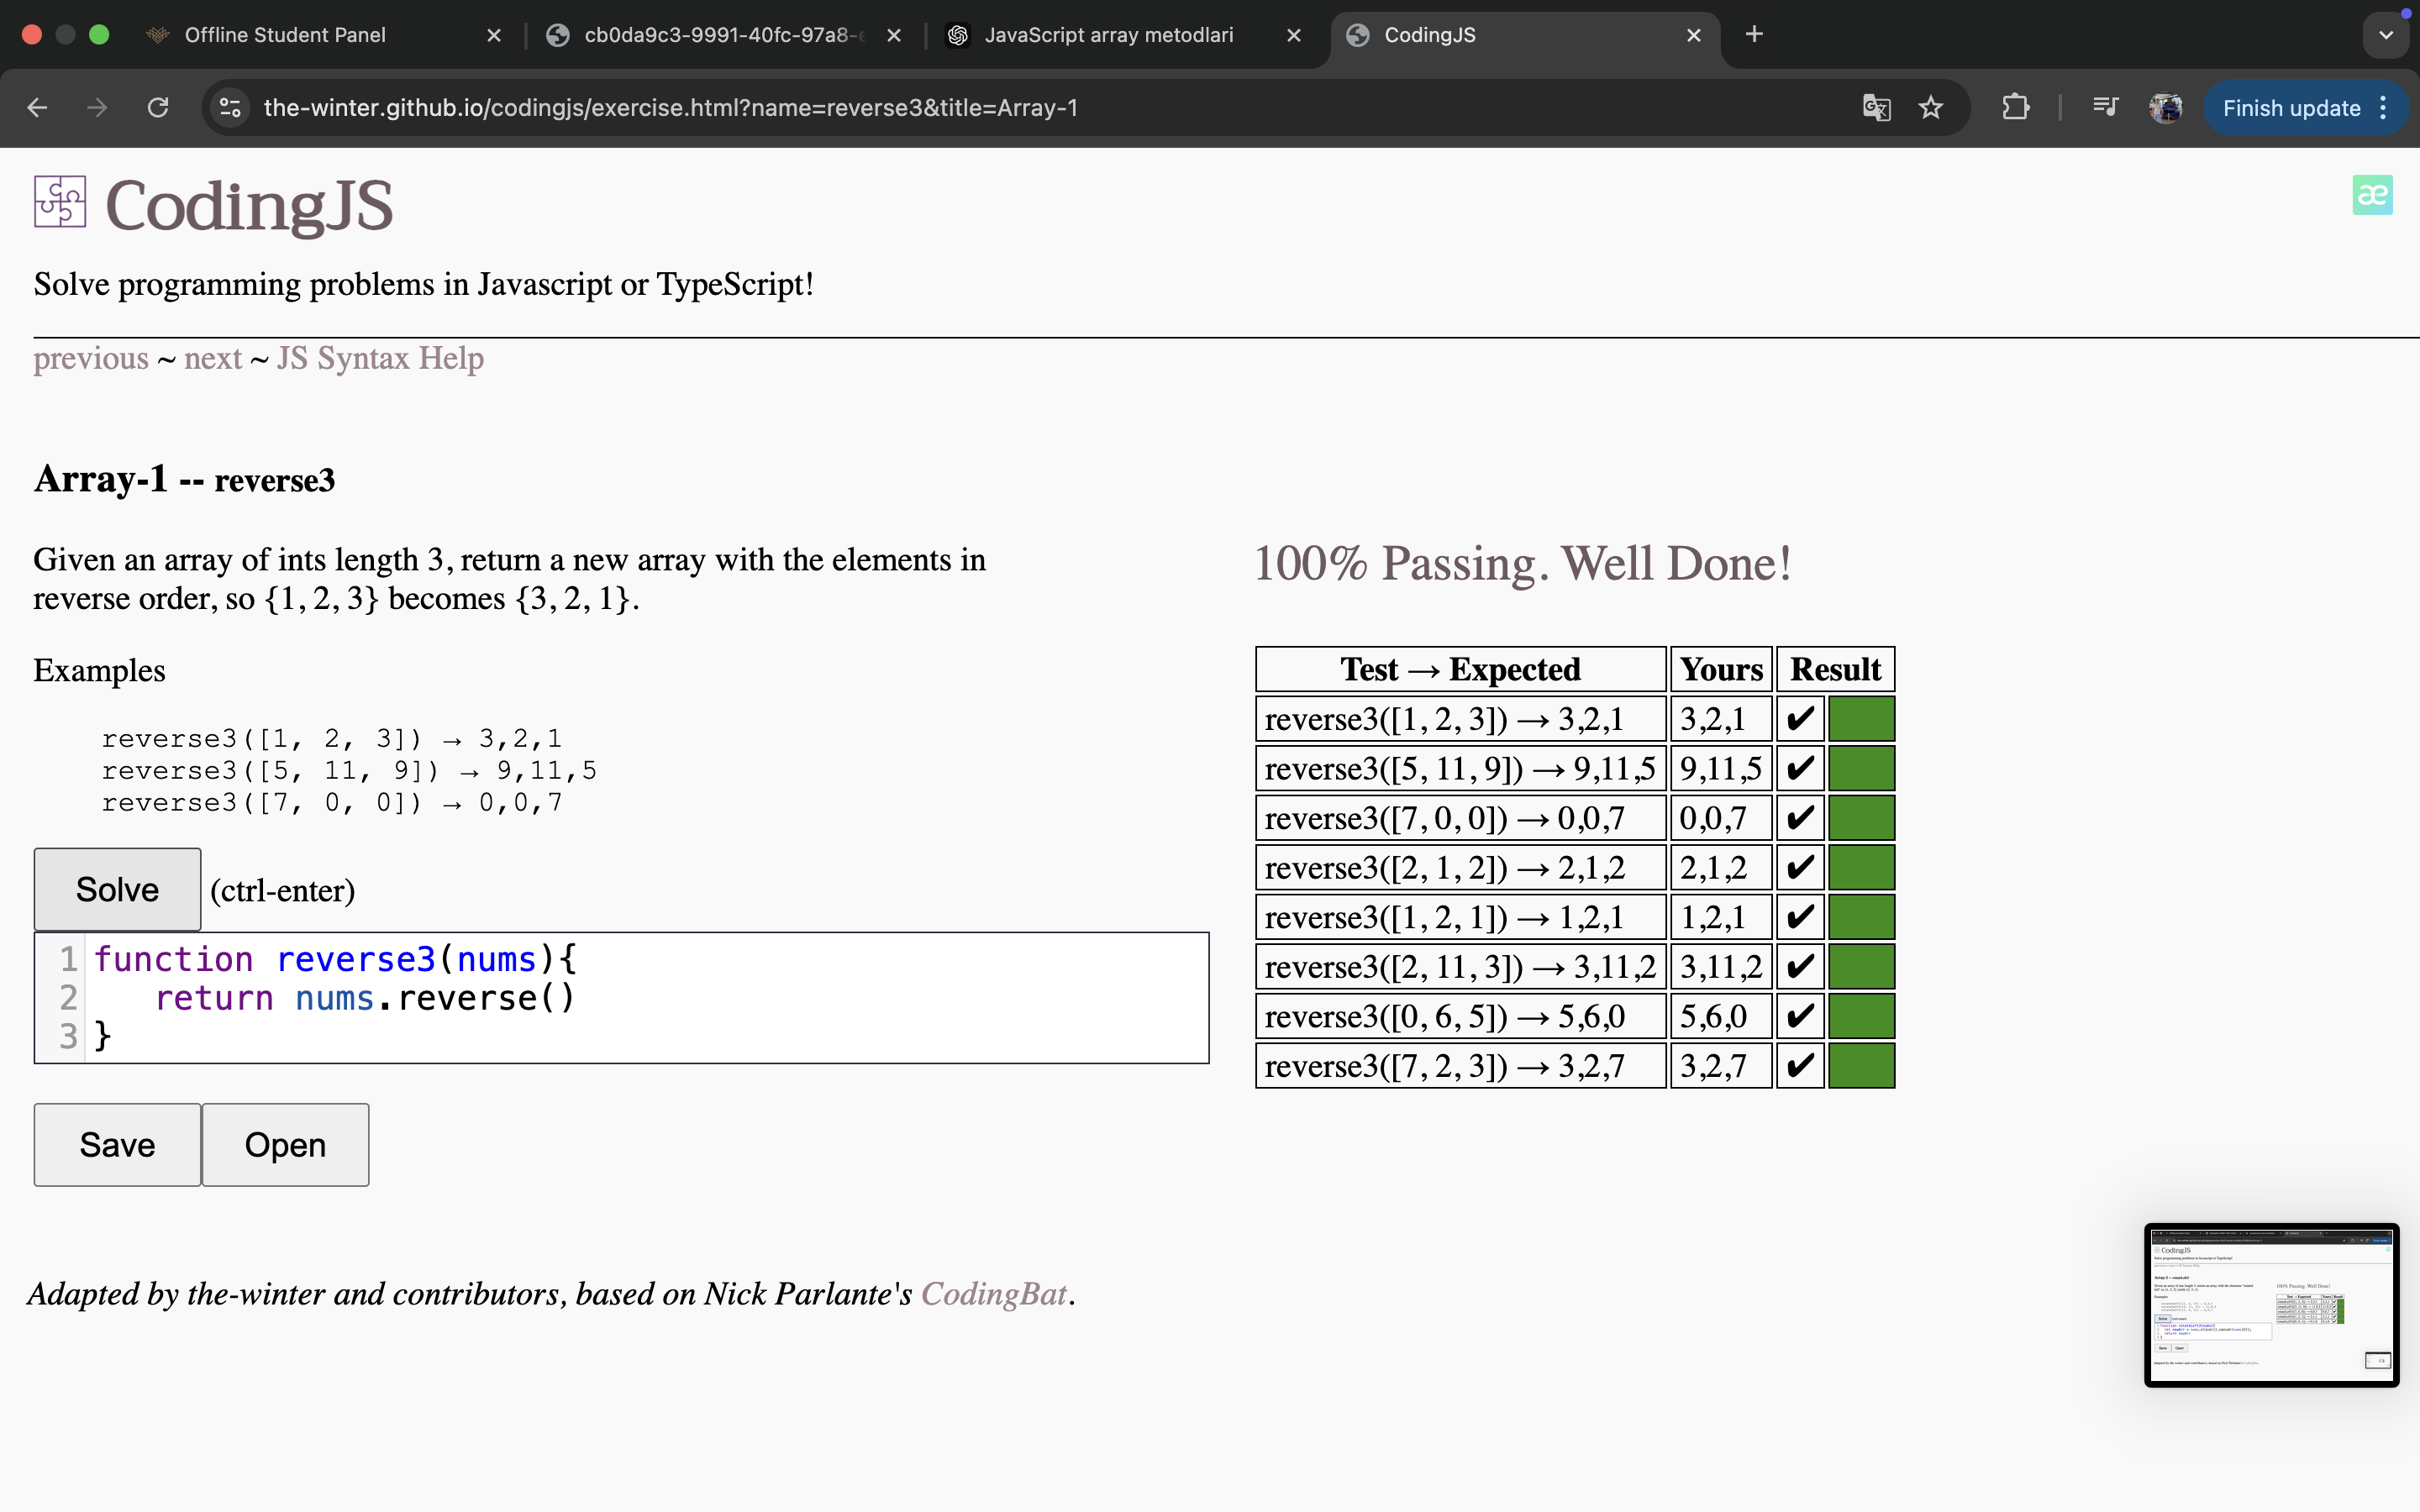 Offline Student Panel
cb0da9c3-9991-40fc-97a8-
JavaScript array metodlari
CodingJS
the-winter.github.io/codingjs/exercise.html?name=reverse3&title=Array-1
Finish update
CodingJS
æ
Solve programming problems in Javascript or TypeScript!
previous ~ next ~ JS Syntax Help
Array-1 -- reverse3
Given an array of ints length 3, return a new array with the elements in
reverse order, so {1, 2, 3} becomes {3, 2, 1}.
Examples
reverse3([1, 2, 3]) → 3,2,1
reverse3([5, 11, 9]) → 9,11,5
reverse3([7, 0, 0]) → 0,0,7
Solve (ctrl-enter)
1 function reverse3(nums){
2 return nums.reverse()
3 }
Save Open
100% Passing. Well Done!
Test → Expected Yours Result
reverse3([1, 2, 3]) → 3,2,1 3,2,1 ✔
reverse3([5, 11, 9]) → 9,11,5 9,11,5 ✔
reverse3([7, 0, 0]) → 0,0,7 0,0,7 ✔
reverse3([2, 1, 2]) → 2,1,2 2,1,2 ✔
reverse3([1, 2, 1]) → 1,2,1 1,2,1 ✔
reverse3([2, 11, 3]) → 3,11,2 3,11,2 ✔
reverse3([0, 6, 5]) → 5,6,0 5,6,0 ✔
reverse3([7, 2, 3]) → 3,2,7 3,2,7 ✔
Adapted by the-winter and contributors, based on Nick Parlante's CodingBat.
CodingJS
100% Passing. Well Done!